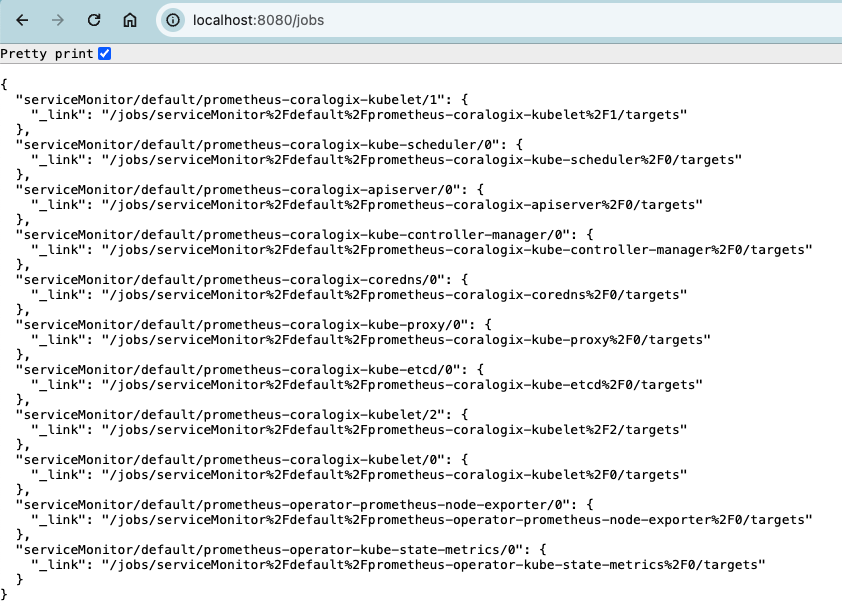 localhost:8080/jobs
Pretty print
{
  "serviceMonitor/default/prometheus-coralogix-kubelet/1": {
    "_link": "/jobs/serviceMonitor%2Fdefault%2Fprometheus-coralogix-kubelet%2F1/targets"
  },
  "serviceMonitor/default/prometheus-coralogix-kube-scheduler/0": {
    "_link": "/jobs/serviceMonitor%2Fdefault%2Fprometheus-coralogix-kube-scheduler%2F0/targets"
  },
  "serviceMonitor/default/prometheus-coralogix-apiserver/0": {
    "_link": "/jobs/serviceMonitor%2Fdefault%2Fprometheus-coralogix-apiserver%2F0/targets"
  },
  "serviceMonitor/default/prometheus-coralogix-kube-controller-manager/0": {
    "_link": "/jobs/serviceMonitor%2Fdefault%2Fprometheus-coralogix-kube-controller-manager%2F0/targets"
  },
  "serviceMonitor/default/prometheus-coralogix-coredns/0": {
    "_link": "/jobs/serviceMonitor%2Fdefault%2Fprometheus-coralogix-coredns%2F0/targets"
  },
  "serviceMonitor/default/prometheus-coralogix-kube-proxy/0": {
    "_link": "/jobs/serviceMonitor%2Fdefault%2Fprometheus-coralogix-kube-proxy%2F0/targets"
  },
  "serviceMonitor/default/prometheus-coralogix-kube-etcd/0": {
    "_link": "/jobs/serviceMonitor%2Fdefault%2Fprometheus-coralogix-kube-etcd%2F0/targets"
  },
  "serviceMonitor/default/prometheus-coralogix-kubelet/2": {
    "_link": "/jobs/serviceMonitor%2Fdefault%2Fprometheus-coralogix-kubelet%2F2/targets"
  },
  "serviceMonitor/default/prometheus-coralogix-kubelet/0": {
    "_link": "/jobs/serviceMonitor%2Fdefault%2Fprometheus-coralogix-kubelet%2F0/targets"
  },
  "serviceMonitor/default/prometheus-operator-prometheus-node-exporter/0": {
    "_link": "/jobs/serviceMonitor%2Fdefault%2Fprometheus-operator-prometheus-node-exporter%2F0/targets"
  },
  "serviceMonitor/default/prometheus-operator-kube-state-metrics/0": {
    "_link": "/jobs/serviceMonitor%2Fdefault%2Fprometheus-operator-kube-state-metrics%2F0/targets"
  }
}